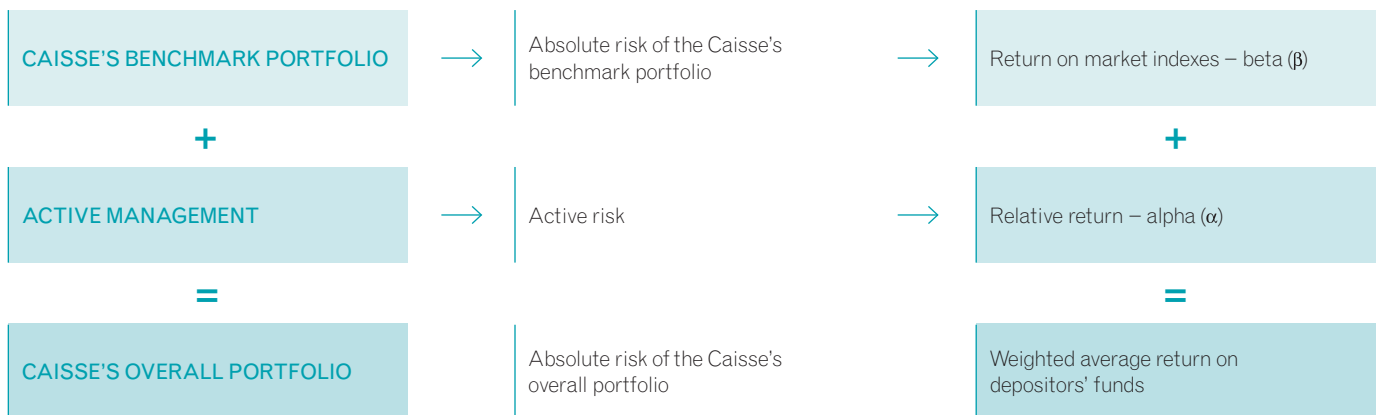 CAISSE'S BENCHMARK PORTFOLIO
Absolute risk of the Caisse's
benchmark portfolio
Return on market indexes – beta (β)
+
+
ACTIVE MANAGEMENT
Active risk
Relative return – alpha (α)
=
=
CAISSE'S OVERALL PORTFOLIO
Absolute risk of the Caisse's
overall portfolio
Weighted average return on
depositors' funds